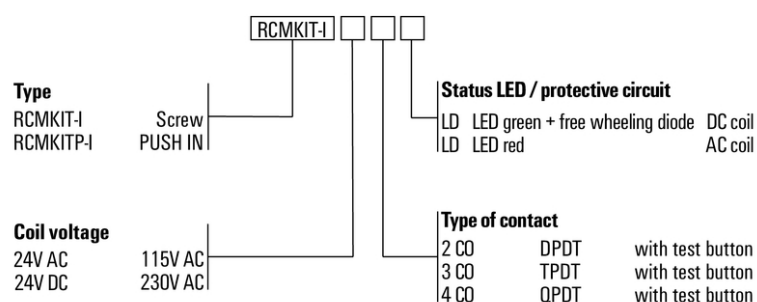 RCMKIT-I
Type
RCMKIT-I Screw
RCMKITP-I PUSH IN
Status LED / protective circuit
LD LED green + free wheeling diode DC coil
LD LED red AC coil
Coil voltage
24V AC 115V AC
24V DC 230V AC
Type of contact
2 CO DPDT with test button
3 CO TPDT with test button
4 CO QPDT with test button